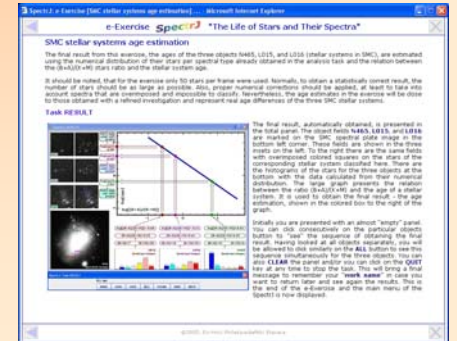 SpectrJ: e-Exercise [SMC stellar systems age estimation] ... - Microsoft Internet Explorer
e-Exercise SpectrJ "The Life of Stars and Their Spectra"
SMC stellar systems age estimation
The final result from this exercise, the ages of the three objects N465, L015, and L016 (stellar systems in SMC), are estimated
using the numerical distribution of their stars per spectral type already obtained in the analysis task and the relation between
the (B+A)/(K+M) stars ratio and the stellar system age.
It should be noted, that for the exercise only 50 stars per frame were used. Normally, to obtain a statistically correct result, the
number of stars should be as large as possible. Also, proper numerical corrections should be applied, at least to take into
account spectra that are overimposed and impossible to classify. Nevertheless, the age estimates in the exercise will be close
to those obtained with a refined investigation and represent real age differences of the three SMC stellar systems.
Task RESULT
The final result, automatically obtained, is presented in
the total panel. The object fields N465, L015, and L016
are marked on the SMC spectral plate image in the
bottom left corner. These fields are shown in the three
insets on the left. To the right there are the same fields
with overimposed colored squares on the stars of the
corresponding stellar system classified here. There are
the histograms of the stars for the three objects at the
bottom with the data calculated from their numerical
distribution. The large graph presents the relation
between the ratio (B+A)/(K+M) and the age of a stellar
system. It is used to obtain the final result - the age
estimation, shown in the colored box to the right of the
graph.
Initially you are presented with an almost "empty" panel.
You can click consecutively on the particular objects
button to "see" the sequence of obtaining the final
result. Having looked at all objects separately, you will
be allowed to click similarly on the ALL button to see this
sequence simultaneously for the three objects. You can
also CLEAR the panel and/or you can click on the QUIT
key at any time to stop the task. This will bring a final
message to remember your "work name" in case you
want to return later and see again the results. This is
the end of the e-Exercise and the main menu of the
SpectrJ is now displayed.